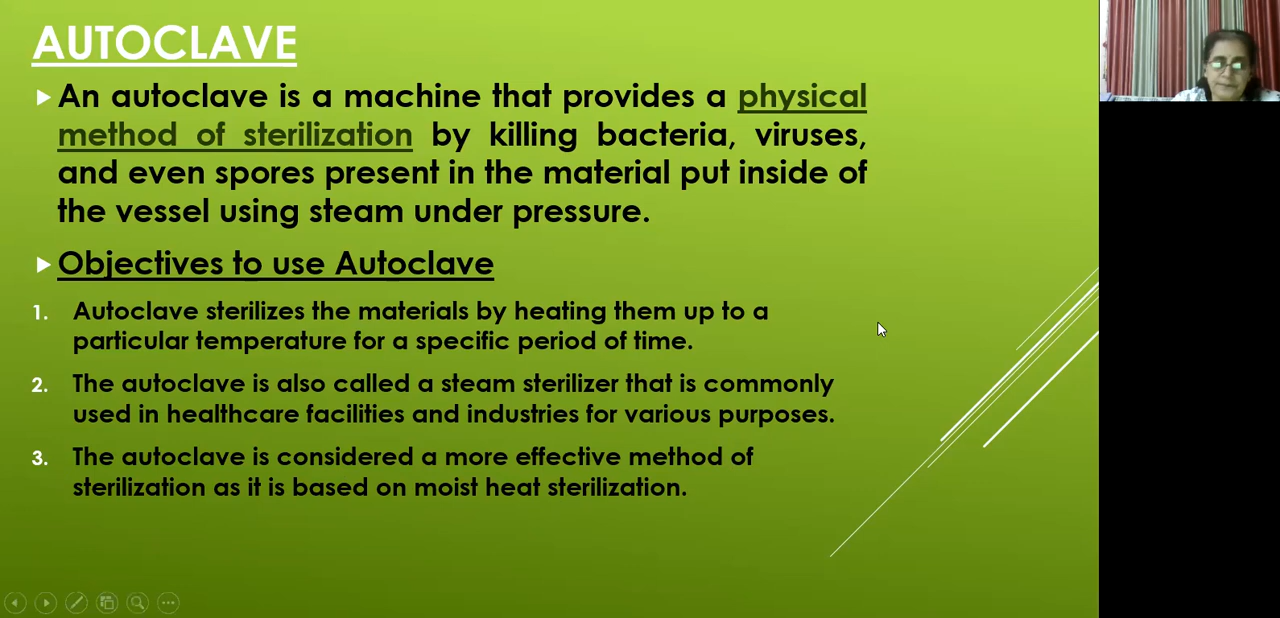 AUTOCLAVE
An autoclave is a machine that provides a physical
method of sterilization by killing bacteria, viruses,
and even spores present in the material put inside of
the vessel using steam under pressure.
Objectives to use Autoclave
1. Autoclave sterilizes the materials by heating them up to a
particular temperature for a specific period of time.
2. The autoclave is also called a steam sterilizer that is commonly
used in healthcare facilities and industries for various purposes.
3. The autoclave is considered a more effective method of
sterilization as it is based on moist heat sterilization.